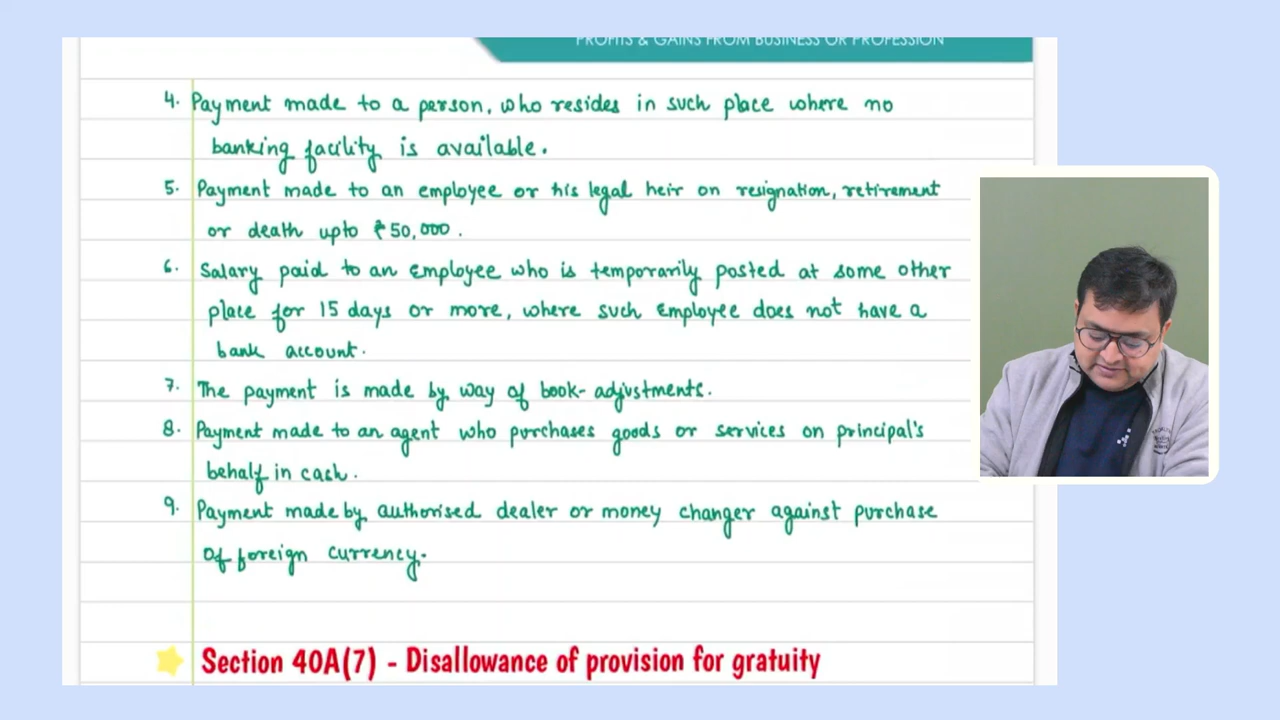 PROFITS & GAINS FROM BUSINESS OR PROFESSION
4. Payment made to a person, who resides in such place where no
banking facility is available.
5. Payment made to an employee or his legal heir on resignation, retirement
or death upto ₹50,000.
6. Salary paid to an employee who is temporarily posted at some other
place for 15 days or more, where such employee does not have a
bank account.
7. The payment is made by way of book-adjustments.
8. Payment made to an agent who purchases goods or services on principal's
behalf in cash.
9. Payment made by authorised dealer or money changer against purchase
of foreign currency.
Section 40A(7) - Disallowance of provision for gratuity